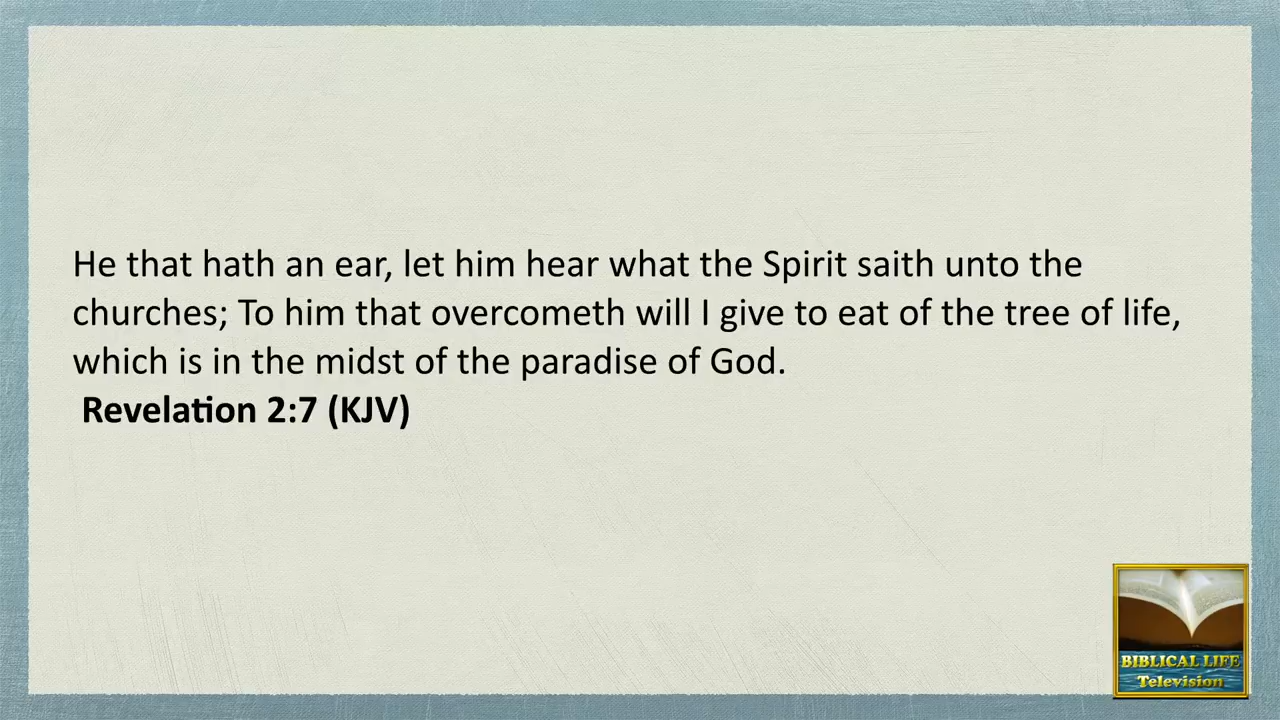 He that hath an ear, let him hear what the Spirit saith unto the
churches; To him that overcometh will I give to eat of the tree of life,
which is in the midst of the paradise of God.
Revelation 2:7 (KJV)
BIBLICAL LIFE
Television